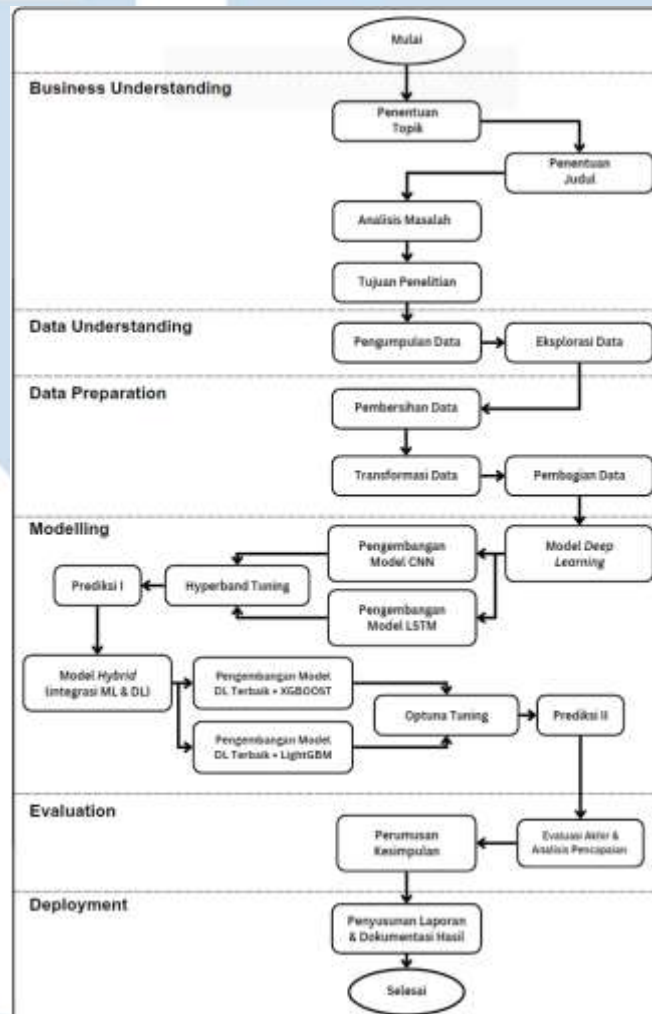 Mulai
Business Understanding
Penentuan
Topik
Penentuan
Judul
Analisis Masalah
Tujuan Penelitian
Data Understanding
Pengumpulan Data
Eksplorasi Data
Data Preparation
Pembersihan Data
Transformasi Data
Pembagian Data
Modelling
Pengembangan
Model CNN
Model Deep
Learning
Prediksi I
Hyperband Tuning
Pengembangan
Model LSTM
Model Hybrid
(integrasi ML & DL)
Pengembangan Model
DL Terbaik + XGBOOST
Optuna Tuning
Prediksi II
Pengembangan Model
DL Terbaik + LightGBM
Evaluation
Perumusan
Kesimpulan
Evaluasi Akhir &
Analisis Pencapaian
Deployment
Penyusunan Laporan
& Dokumentasi Hasil
Selesai